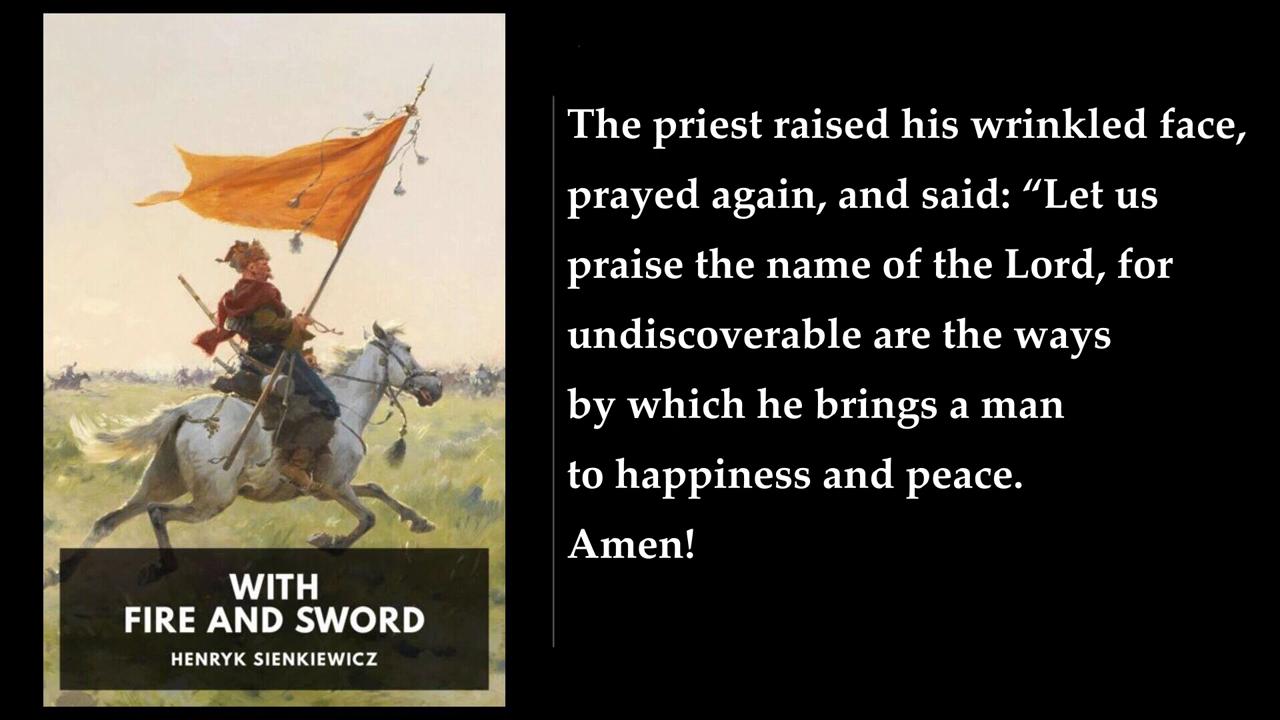 The priest raised his wrinkled face,
prayed again, and said: “Let us
praise the name of the Lord, for
undiscoverable are the ways
by which he brings a man
to happiness and peace.
Amen!
WITH
FIRE AND SWORD
HENRYK SIENKIEWICZ